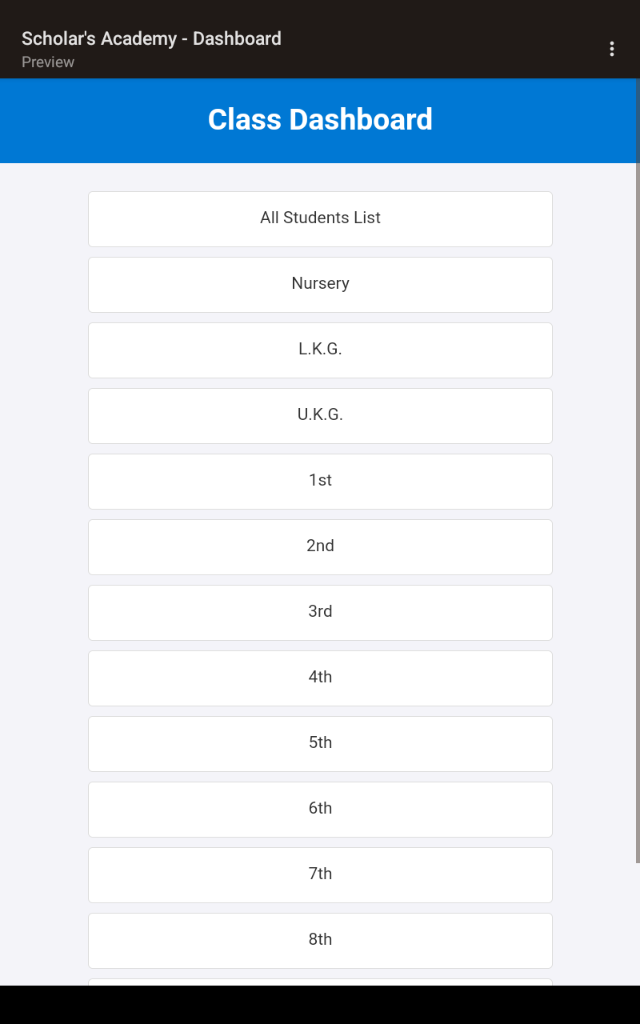 Scholar's Academy - Dashboard
Preview
Class Dashboard
All Students List
Nursery
L.K.G.
U.K.G.
1st
2nd
3rd
4th
5th
6th
7th
8th